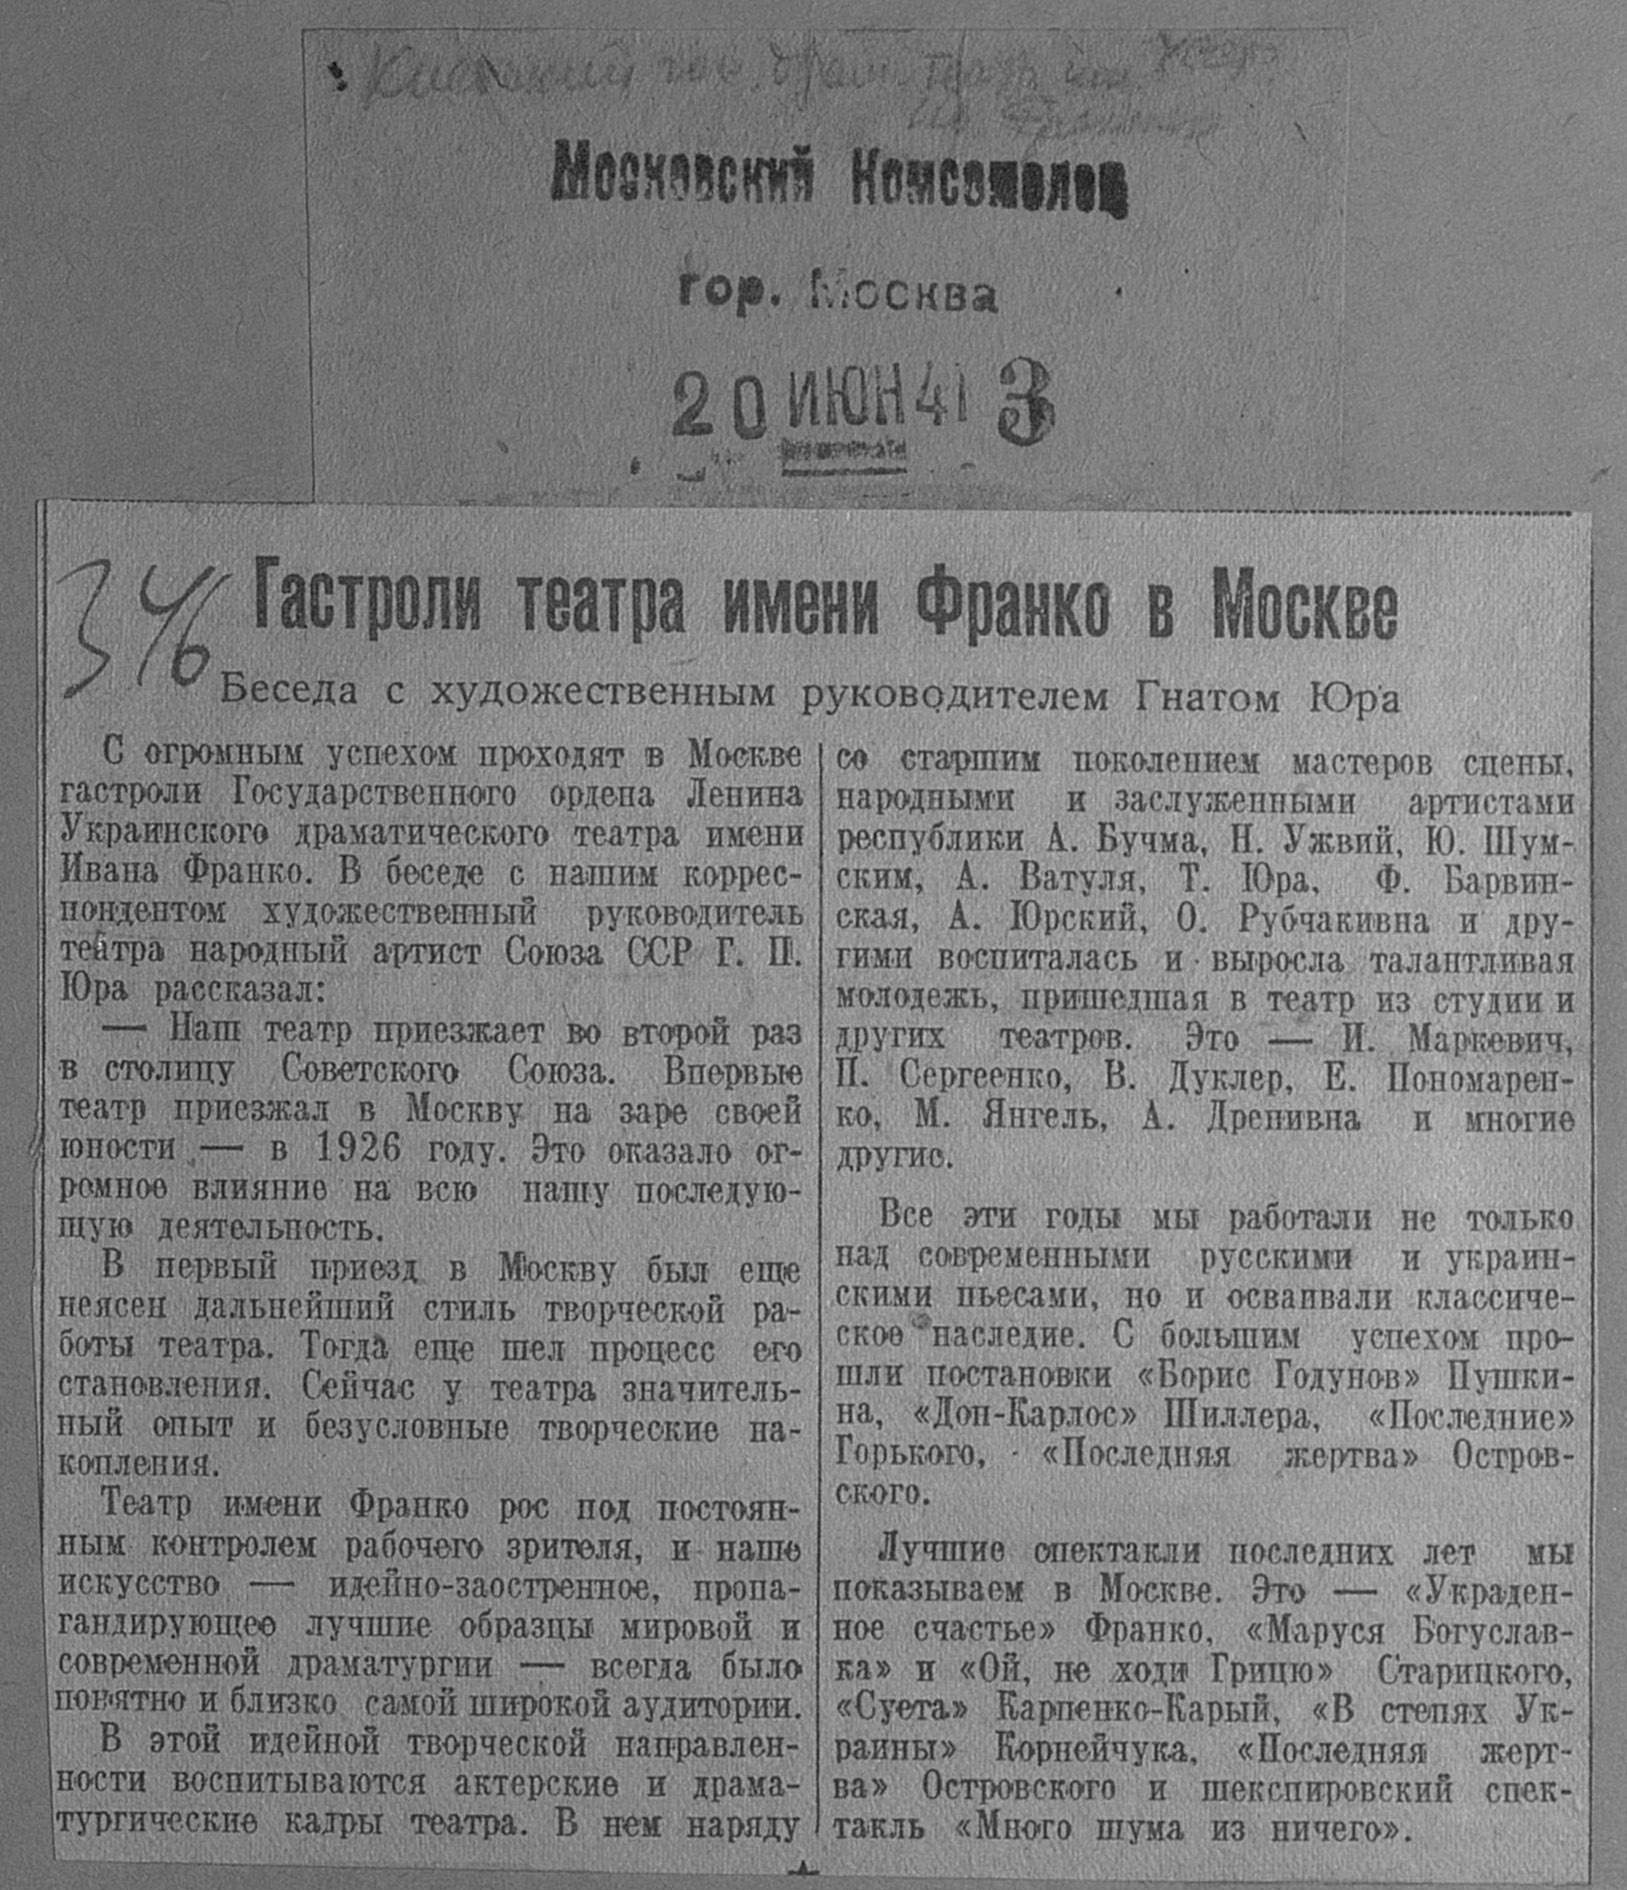 Киевский гос. драм. театр им.
Ив. Франко
Московский Комсомолец
гор. Москва
20 ИЮН 41 3
346
Гастроли театра имени Франко в Москве
Беседа с художественным руководителем Гнатом Юра
С огромным успехом проходят в Москве
гастроли Государственного ордена Ленина
Украинского драматического театра имени
Ивана Франко. В беседе с нашим коррес-
пондентом художественный руководитель
театра народный артист Союза ССР Г. П.
Юра рассказал:
— Наш театр приезжает во второй раз
в столицу Советского Союза. Впервые
театр приезжал в Москву на заре своей
юности — в 1926 году. Это оказало ог-
ромное влияние на всю нашу последую-
щую деятельность.
В первый приезд в Москву был еще
неясен дальнейший стиль творческой ра-
боты театра. Тогда еще шел процесс его
становления. Сейчас у театра значитель-
ный опыт и безусловные творческие на-
копления.
Театр имени Франко рос под постоян-
ным контролем рабочего зрителя, и наше
искусство — идейно-заостренное, пропа-
гандирующее лучшие образцы мировой и
современной драматургии — всегда было
понятно и близко самой широкой аудитории.
В этой идейной творческой направлен-
ности воспитываются актерские и драма-
тургические кадры театра. В нем наряду
со старшим поколением мастеров сцены,
народными и заслуженными артистами
республики А. Бучма, Н. Ужвий, Ю. Шум-
ским, А. Ватуля, Т. Юра, Ф. Барвин-
ская, А. Юрский, О. Рубчакивна и дру-
гими воспиталась и выросла талантливая
молодежь, пришедшая в театр из студии и
других театров. Это — И. Маркевич,
П. Сергеенко, В. Дуклер, Е. Пономарен-
ко, М. Янгель, А. Дренивна и многие
другие.
Все эти годы мы работали не только
над современными русскими и украин-
скими пьесами, но и осваивали классиче-
ское наследие. С большим успехом про-
шли постановки «Борис Годунов» Пушки-
на, «Дон-Карлос» Шиллера, «Последние»
Горького, «Последняя жертва» Остров-
ского.
Лучшие спектакли последних лет мы
показываем в Москве. Это — «Украден-
ное счастье» Франко, «Маруся Богуслав-
ка» и «Ой, не ходи Грицю» Старицкого,
«Суета» Карпенко-Карый, «В степях Ук-
раины» Корнейчука, «Последняя жерт-
ва» Островского и шекспировский спек-
такль «Много шума из ничего».